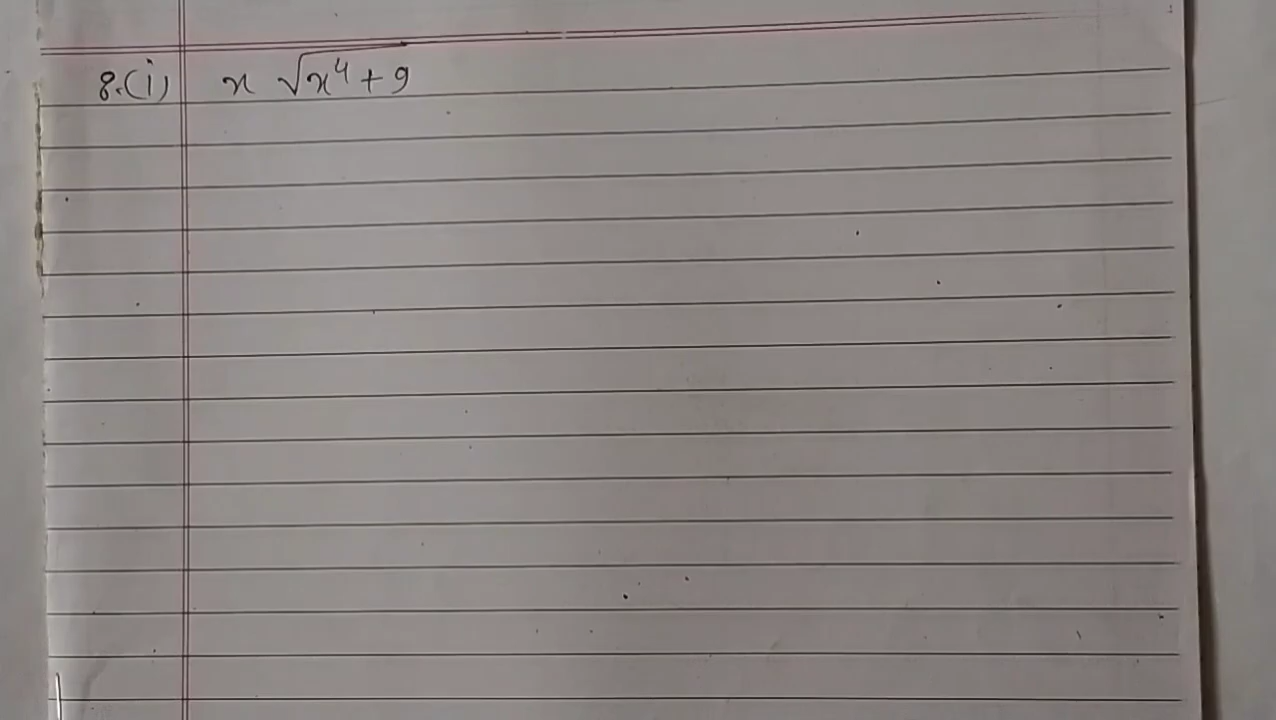 8.(i) x √x⁴ + 9